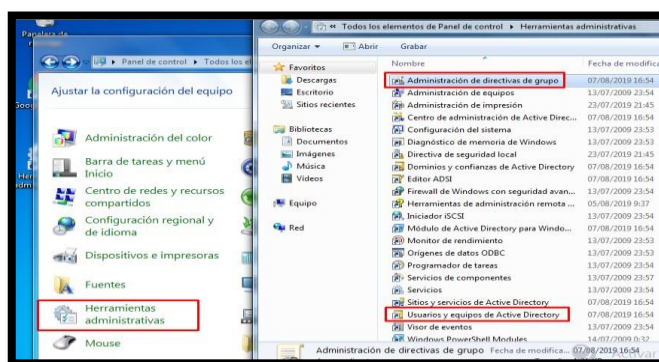 Papelera de
« Todos los elementos de Panel de control ▸ Herramientas administrativas
Panel de control ▸ Todos los el
Ajustar la configuración del equipo
Administración del color
Barra de tareas y menú
Inicio
Centro de redes y recursos
compartidos
Configuración regional y
de idioma
Dispositivos e impresoras
Fuentes
Herramientas
administrativas
Mouse
Organizar Abrir Grabar
Favoritos
Descargas
Escritorio
Sitios recientes
Bibliotecas
Documentos
Imágenes
Música
Vídeos
Equipo
Red
Nombre Fecha de modifica
Administración de directivas de grupo 07/08/2019 16:54
Administración de equipos 13/07/2009 23:54
Administración de impresión 23/07/2019 21:45
Centro de administración de Active Direc... 07/08/2019 16:54
Configuración del sistema 13/07/2009 23:53
Diagnóstico de memoria de Windows 13/07/2009 23:53
Directiva de seguridad local 23/07/2019 21:45
Dominios y confianzas de Active Directory 07/08/2019 16:54
Editor ADSI 07/08/2019 16:54
Firewall de Windows con seguridad avan... 13/07/2009 23:54
Herramientas de administración remota ... 05/08/2019 9:37
Iniciador iSCSI 13/07/2009 23:54
Módulo de Active Directory para Windo... 07/08/2019 16:54
Monitor de rendimiento 13/07/2009 23:53
Orígenes de datos ODBC 13/07/2009 23:53
Programador de tareas 13/07/2009 23:54
Servicios de componentes 13/07/2009 23:57
Servicios 13/07/2009 23:54
Sitios y servicios de Active Directory 07/08/2019 16:54
Usuarios y equipos de Active Directory 07/08/2019 16:54
Visor de eventos 13/07/2009 23:54
Windows PowerShell Modules 14/07/2009 0:32
Administración de directivas de grupo Fecha de modifica... 07/08/2019 16:54
Activar